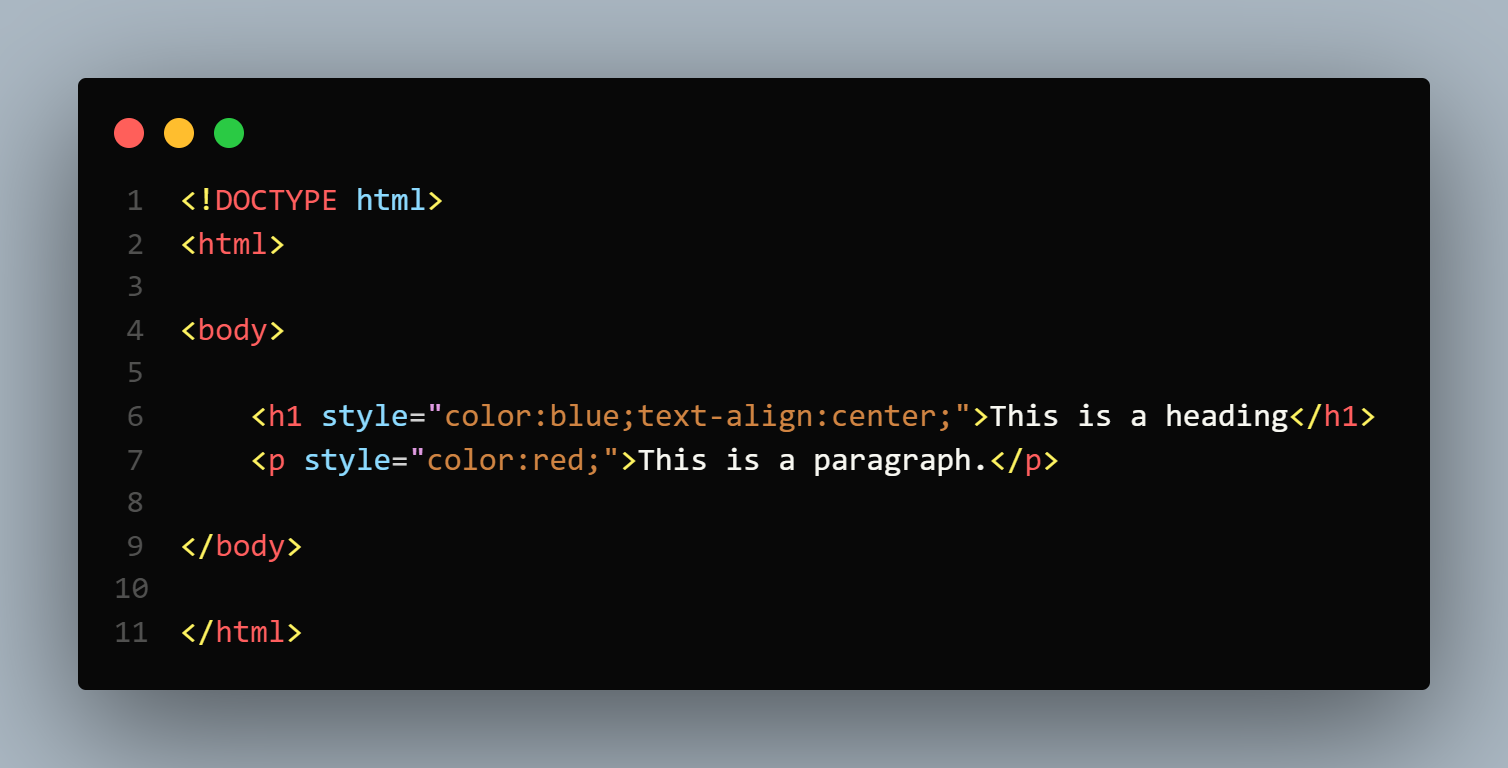 1 <!DOCTYPE html>
2 <html>
3
4 <body>
5
6     <h1 style="color:blue;text-align:center;">This is a heading</h1>
7     <p style="color:red;">This is a paragraph.</p>
8
9 </body>
10
11 </html>